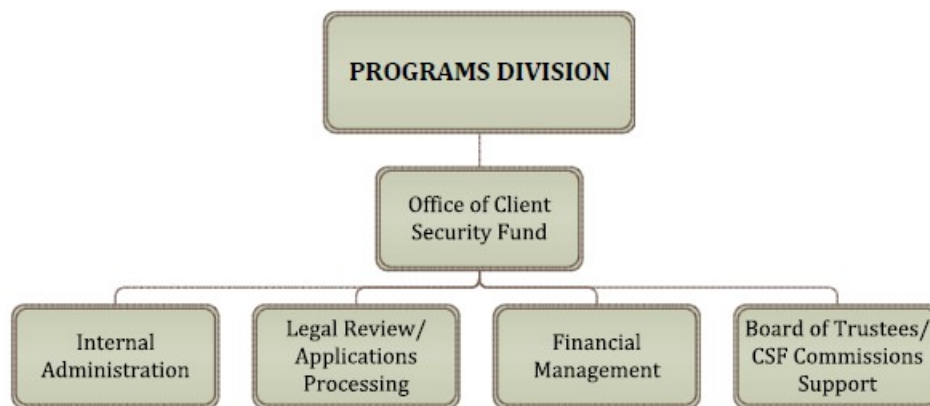 PROGRAMS DIVISION
Office of Client
Security Fund
Internal
Administration
Legal Review/
Applications
Processing
Financial
Management
Board of Trustees/
CSF Commissions
Support